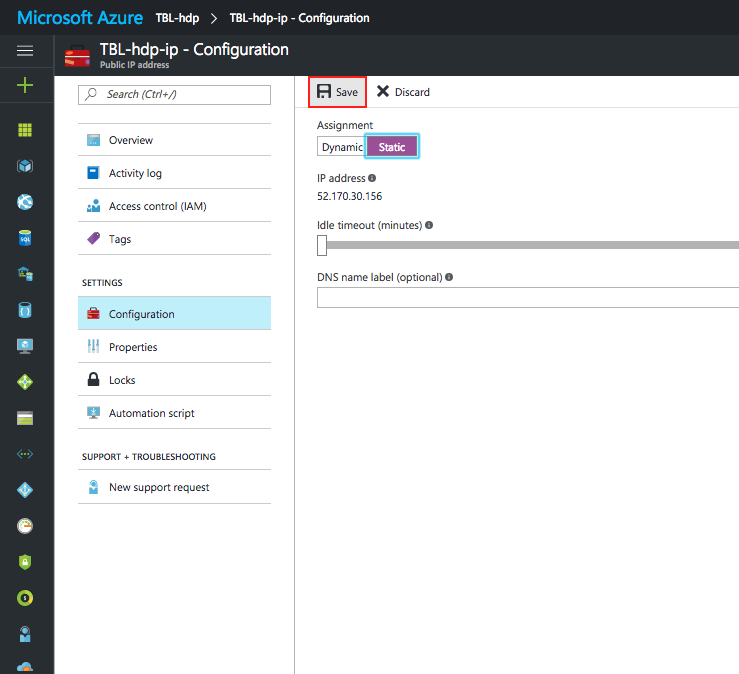 Microsoft Azure TBL-hdp > TBL-hdp-ip - Configuration
TBL-hdp-ip - Configuration
Public IP address
Search (Ctrl+/)
Overview
Activity log
Access control (IAM)
Tags
SETTINGS
Configuration
Properties
Locks
Automation script
SUPPORT + TROUBLESHOOTING
New support request
Save Discard
Assignment
Dynamic Static
IP address
52.170.30.156
Idle timeout (minutes)
DNS name label (optional)
SQL